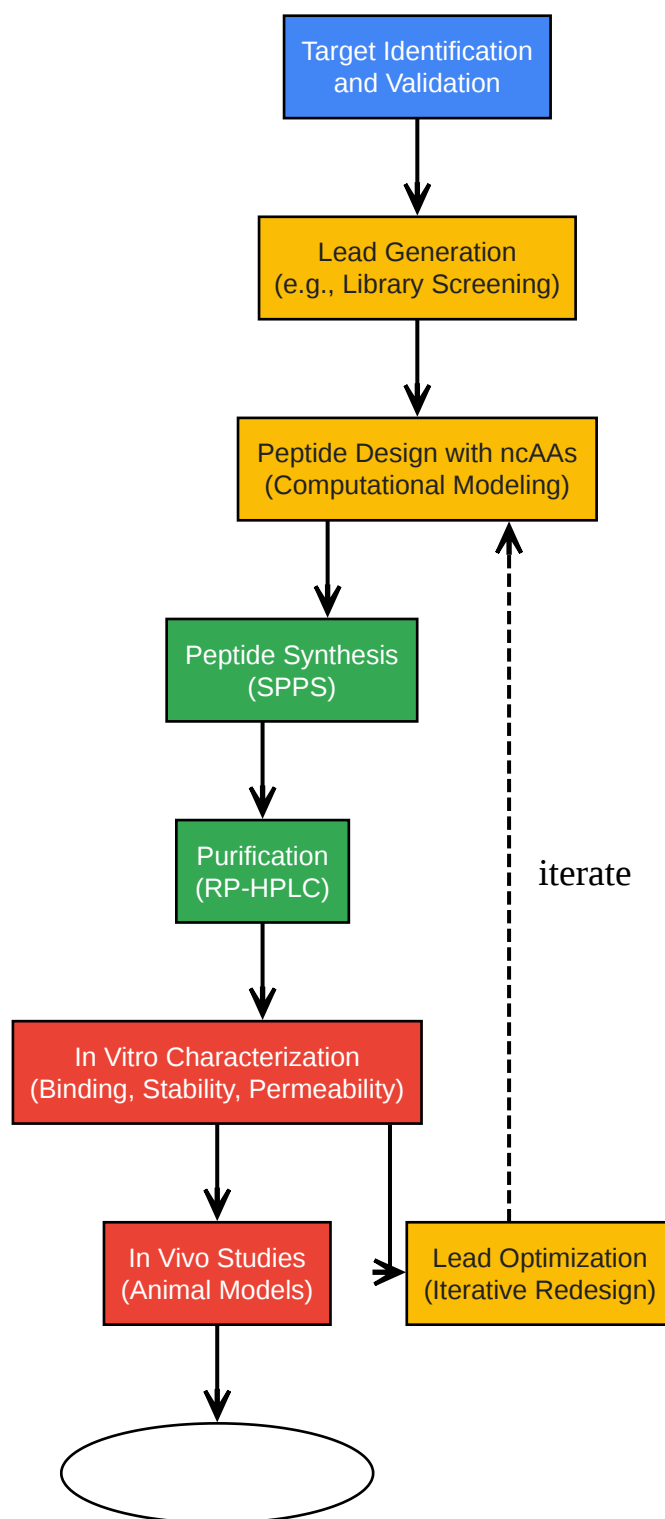 Target Identification
and Validation
Lead Generation
(e.g., Library Screening)
Peptide Design with ncAAs
(Computational Modeling)
Peptide Synthesis
(SPPS)
Purification
(RP-HPLC)
iterate
In Vitro Characterization
(Binding, Stability, Permeability)
In Vivo Studies
(Animal Models)
Lead Optimization
(Iterative Redesign)